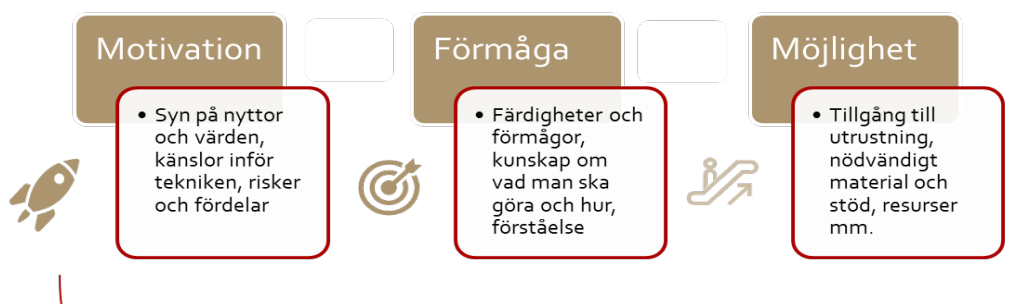 Motivation
• Syn på nyttor
och värden,
känslor inför
tekniken, risker
och fördelar
Förmåga
• Färdigheter och
förmågor,
kunskap om
vad man ska
göra och hur,
förståelse
Möjlighet
• Tillgång till
utrustning,
nödvändigt
material och
stöd, resurser
mm.